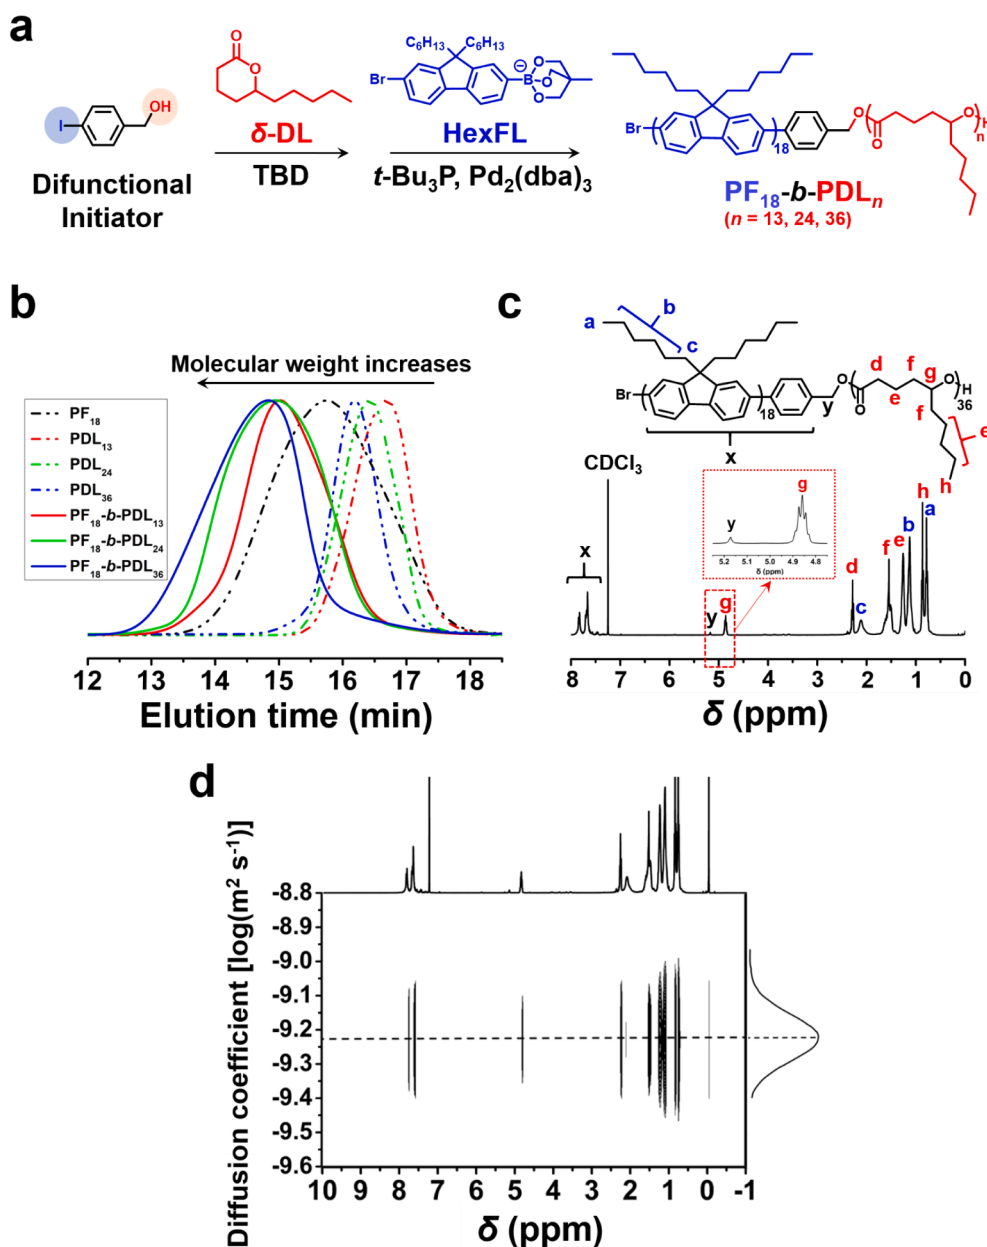 a
I
OH
Difunctional
Initiator
O
O
δ-DL
TBD
C6H13 C6H13
Br
B
⊖
O
O
O
HexFL
t-Bu3P, Pd2(dba)3
Br
18
O
O
O
H
n
PF18-b-PDLn
(n = 13, 24, 36)
b
Molecular weight increases
PF18
PDL13
PDL24
PDL36
PF18-b-PDL13
PF18-b-PDL24
PF18-b-PDL36
12 13 14 15 16 17 18
Elution time (min)
c
a
b
c
d
f
g
e
f
e
h
Br
18
O
O
O
H
36
y
x
CDCl3
g
y
5.2 5.1 5.0 4.9 4.8
δ (ppm)
x
y
g
d
c
f
e
b
h
a
8 7 6 5 4 3 2 1 0
δ (ppm)
d
Diffusion coefficient [log(m² s⁻¹)]
-8.8
-9.0
-9.1
-9.2
-9.3
-9.4
-9.5
-9.6
10 9 8 7 6 5 4 3 2 1 0 -1
δ (ppm)